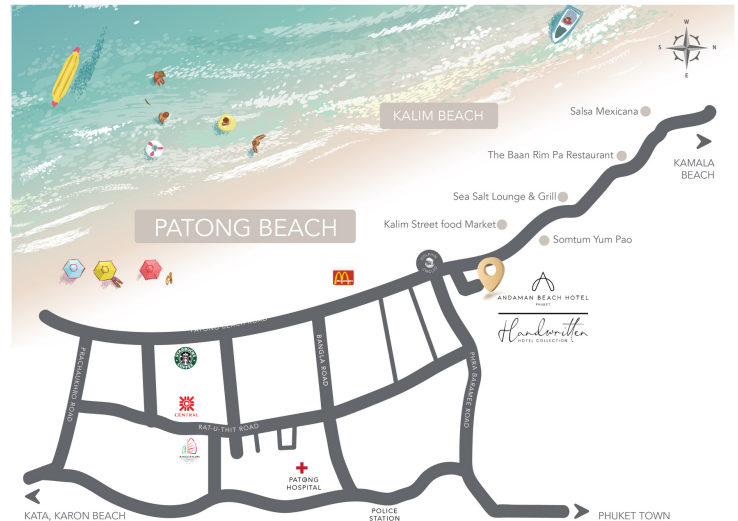 W
S
N
E
KALIM BEACH
Salsa Mexicana
KAMALA
BEACH
The Baan Rim Pa Restaurant
Sea Salt Lounge & Grill
PATONG BEACH
Kalim Street food Market
Somtum Yum Pao
ANDAMAN BEACH HOTEL
PHUKET
Handwritten
HOTEL COLLECTION
BANGLA ROAD
PRACHAUKHRO ROAD
PHRA BARAMEE ROAD
CENTRAL
RAT-U-THIT ROAD
PATONG
HOSPITAL
POLICE
STATION
KATA, KARON BEACH
PHUKET TOWN